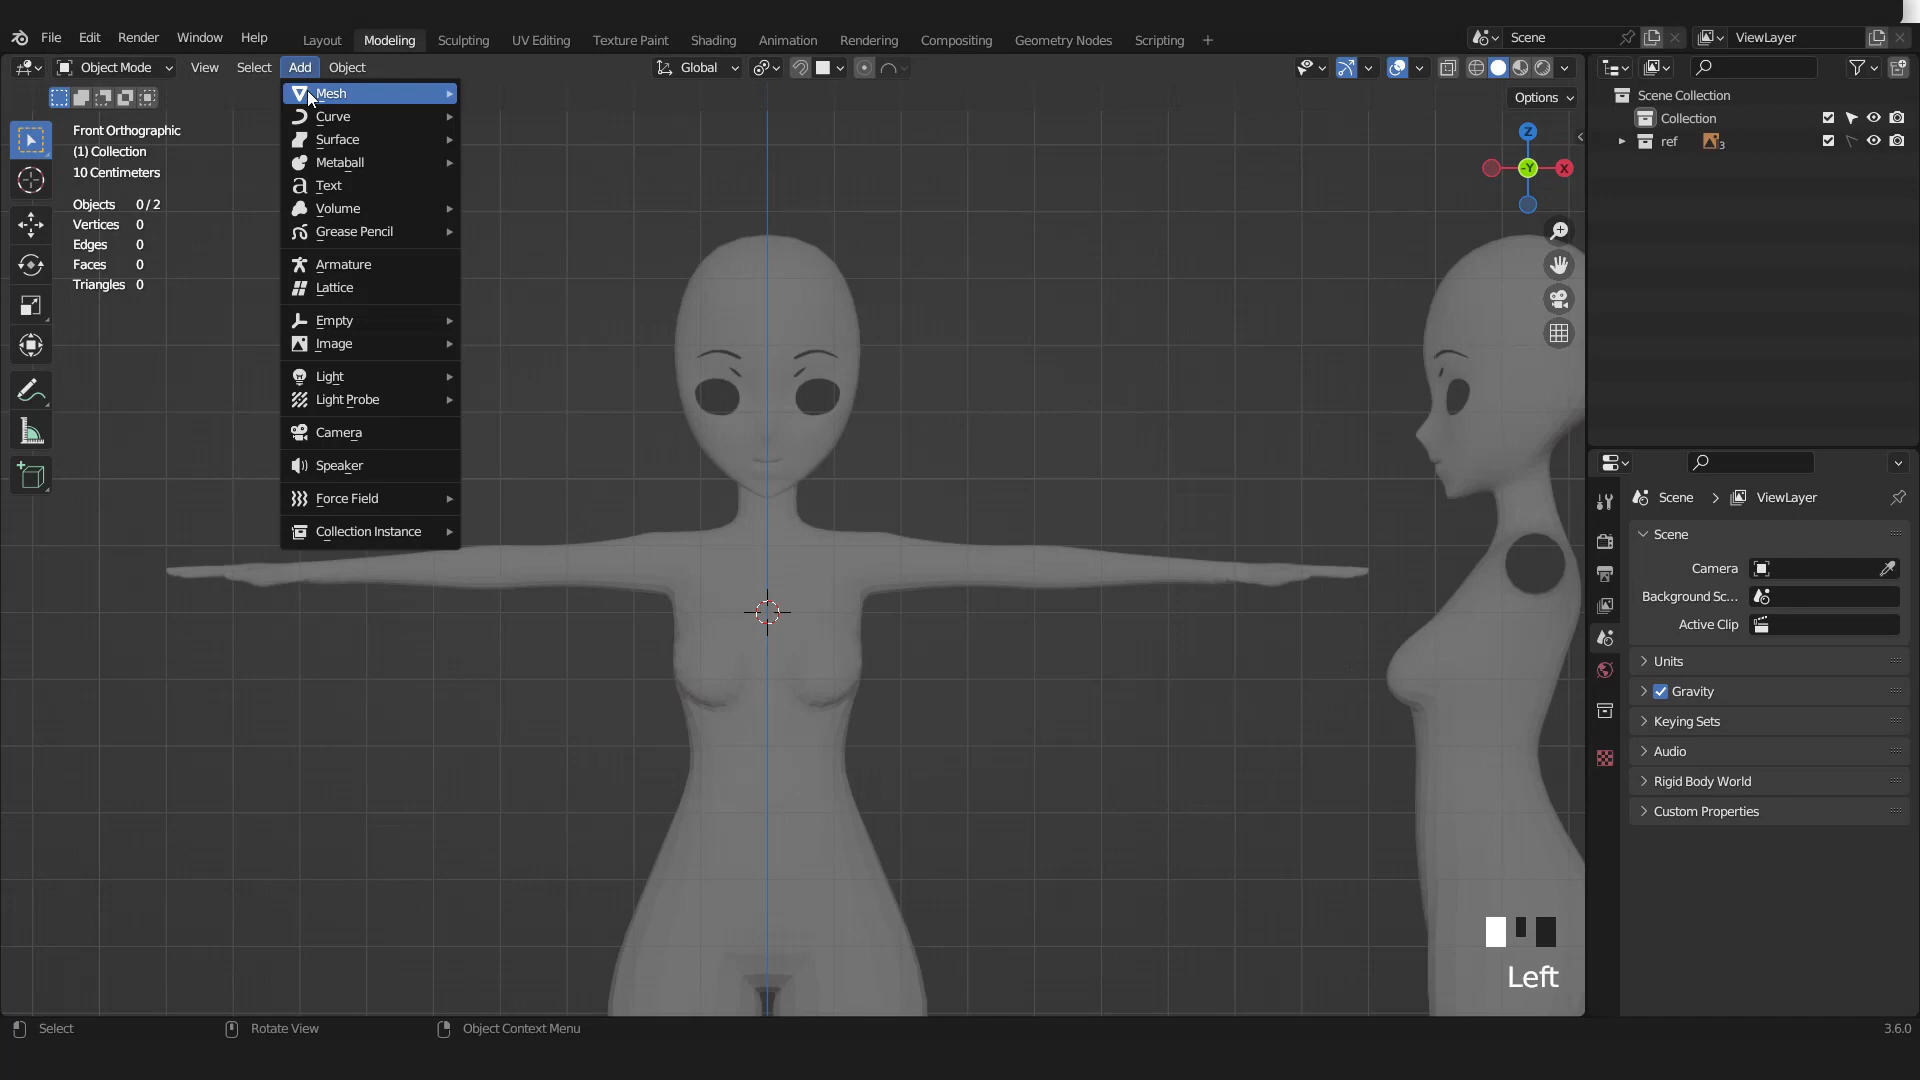 File Edit Render Window Help Layout Modeling Sculpting UV Editing Texture Paint Shading Animation Rendering Compositing Geometry Nodes Scripting + Scene ViewLayer
Object Mode View Select Add Object Global
Options
Mesh
Curve
Surface
Metaball
Text
Volume
Grease Pencil
Armature
Lattice
Empty
Image
Light
Light Probe
Camera
Speaker
Force Field
Collection Instance
Front Orthographic
(1) Collection
10 Centimeters
Objects 0 / 2
Vertices 0
Edges 0
Faces 0
Triangles 0
Z
-Y
X
Left
Scene Collection
Collection
ref 3
Scene > ViewLayer
Scene
Camera
Background Sc...
Active Clip
Units
Gravity
Keying Sets
Audio
Rigid Body World
Custom Properties
Select Rotate View Object Context Menu 3.6.0